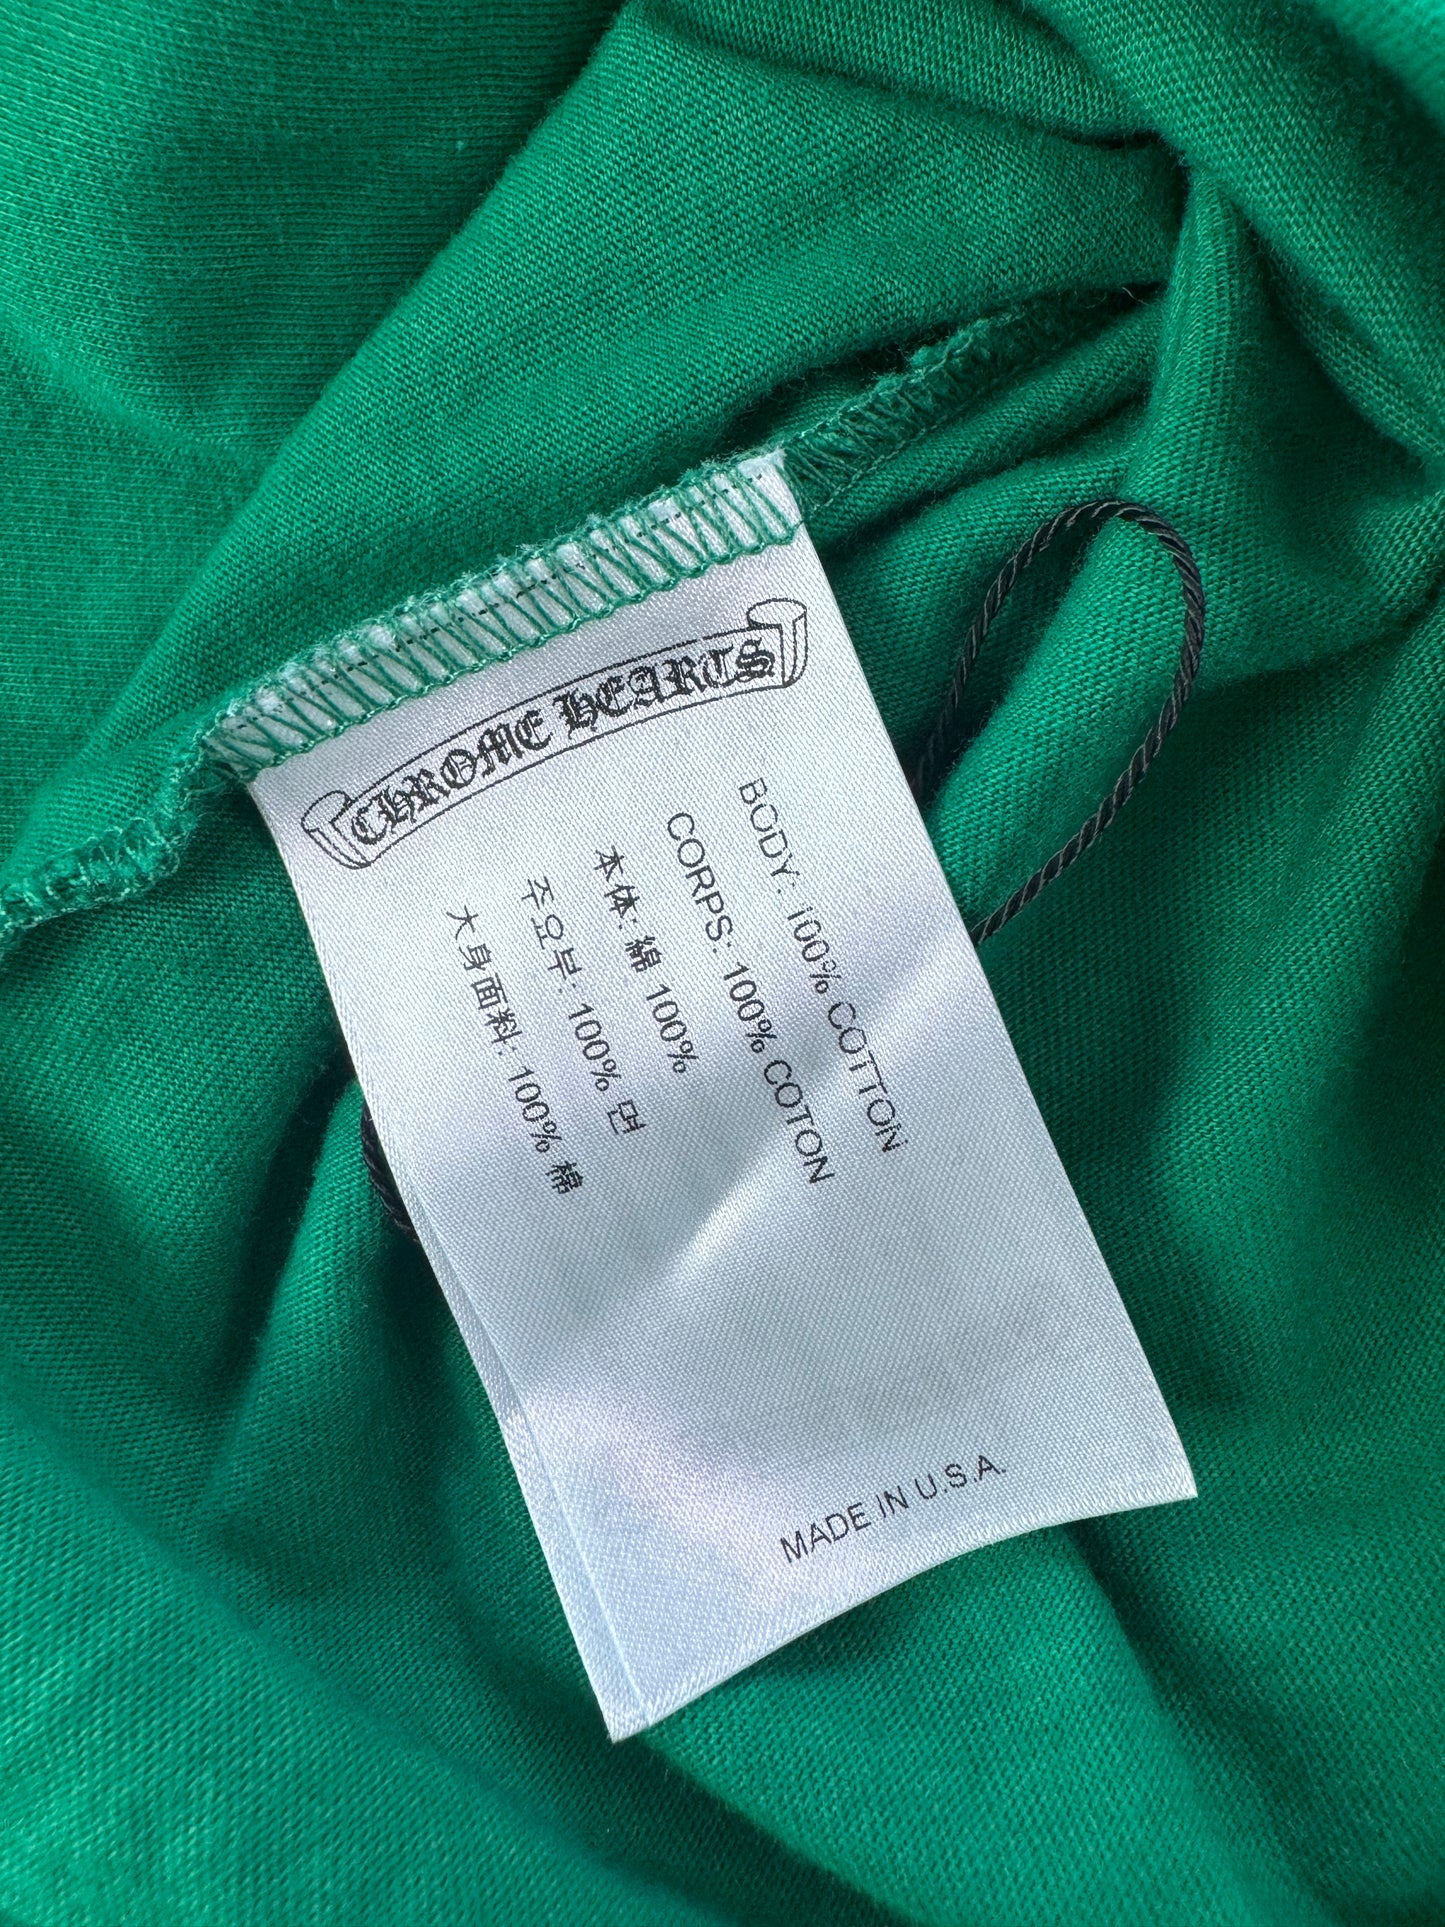 CHROME HEARTS
BODY: 100% COTTON
CORPS: 100% COTON
本体: 綿 100%
주요부: 100% 면
大身面料: 100% 棉
MADE IN U.S.A.